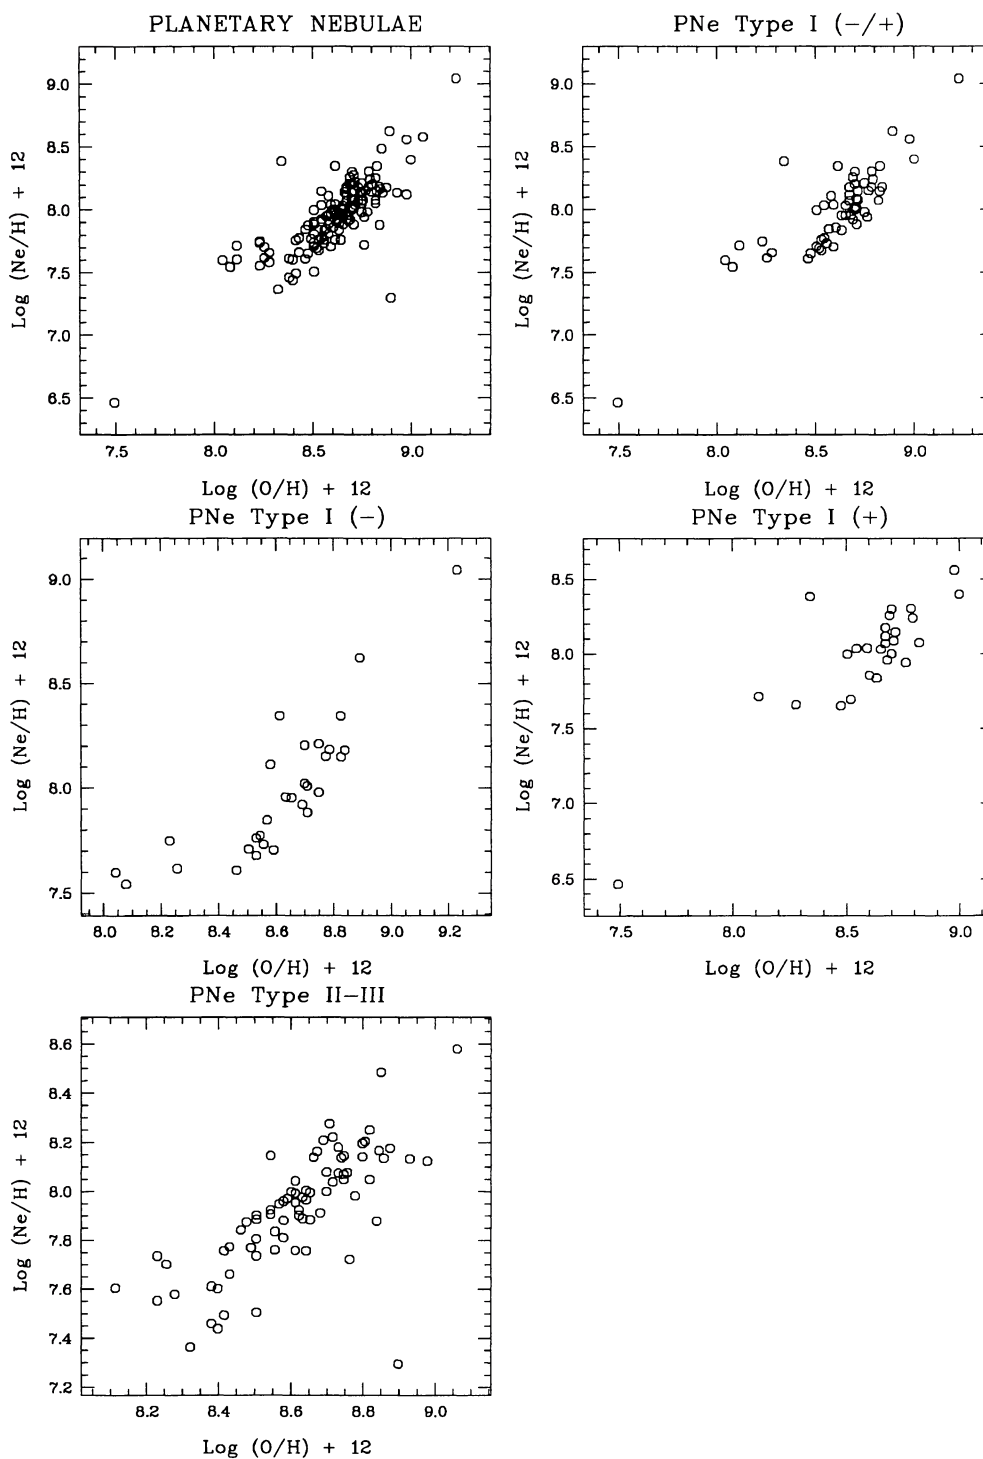 PLANETARY NEBULAE
PNe Type I (−/+)
Log (Ne/H) + 12
9.0
8.5
8.0
7.5
7.0
6.5
7.5 8.0 8.5 9.0
Log (O/H) + 12
Log (Ne/H) + 12
9.0
8.5
8.0
7.5
7.0
6.5
7.5 8.0 8.5 9.0
Log (O/H) + 12
PNe Type I (−)
PNe Type I (+)
Log (Ne/H) + 12
9.0
8.5
8.0
7.5
8.0 8.2 8.4 8.6 8.8 9.0 9.2
Log (O/H) + 12
Log (Ne/H) + 12
8.5
8.0
7.5
7.0
6.5
7.5 8.0 8.5 9.0
Log (O/H) + 12
PNe Type II−III
Log (Ne/H) + 12
8.6
8.4
8.2
8.0
7.8
7.6
7.4
7.2
8.2 8.4 8.6 8.8 9.0
Log (O/H) + 12